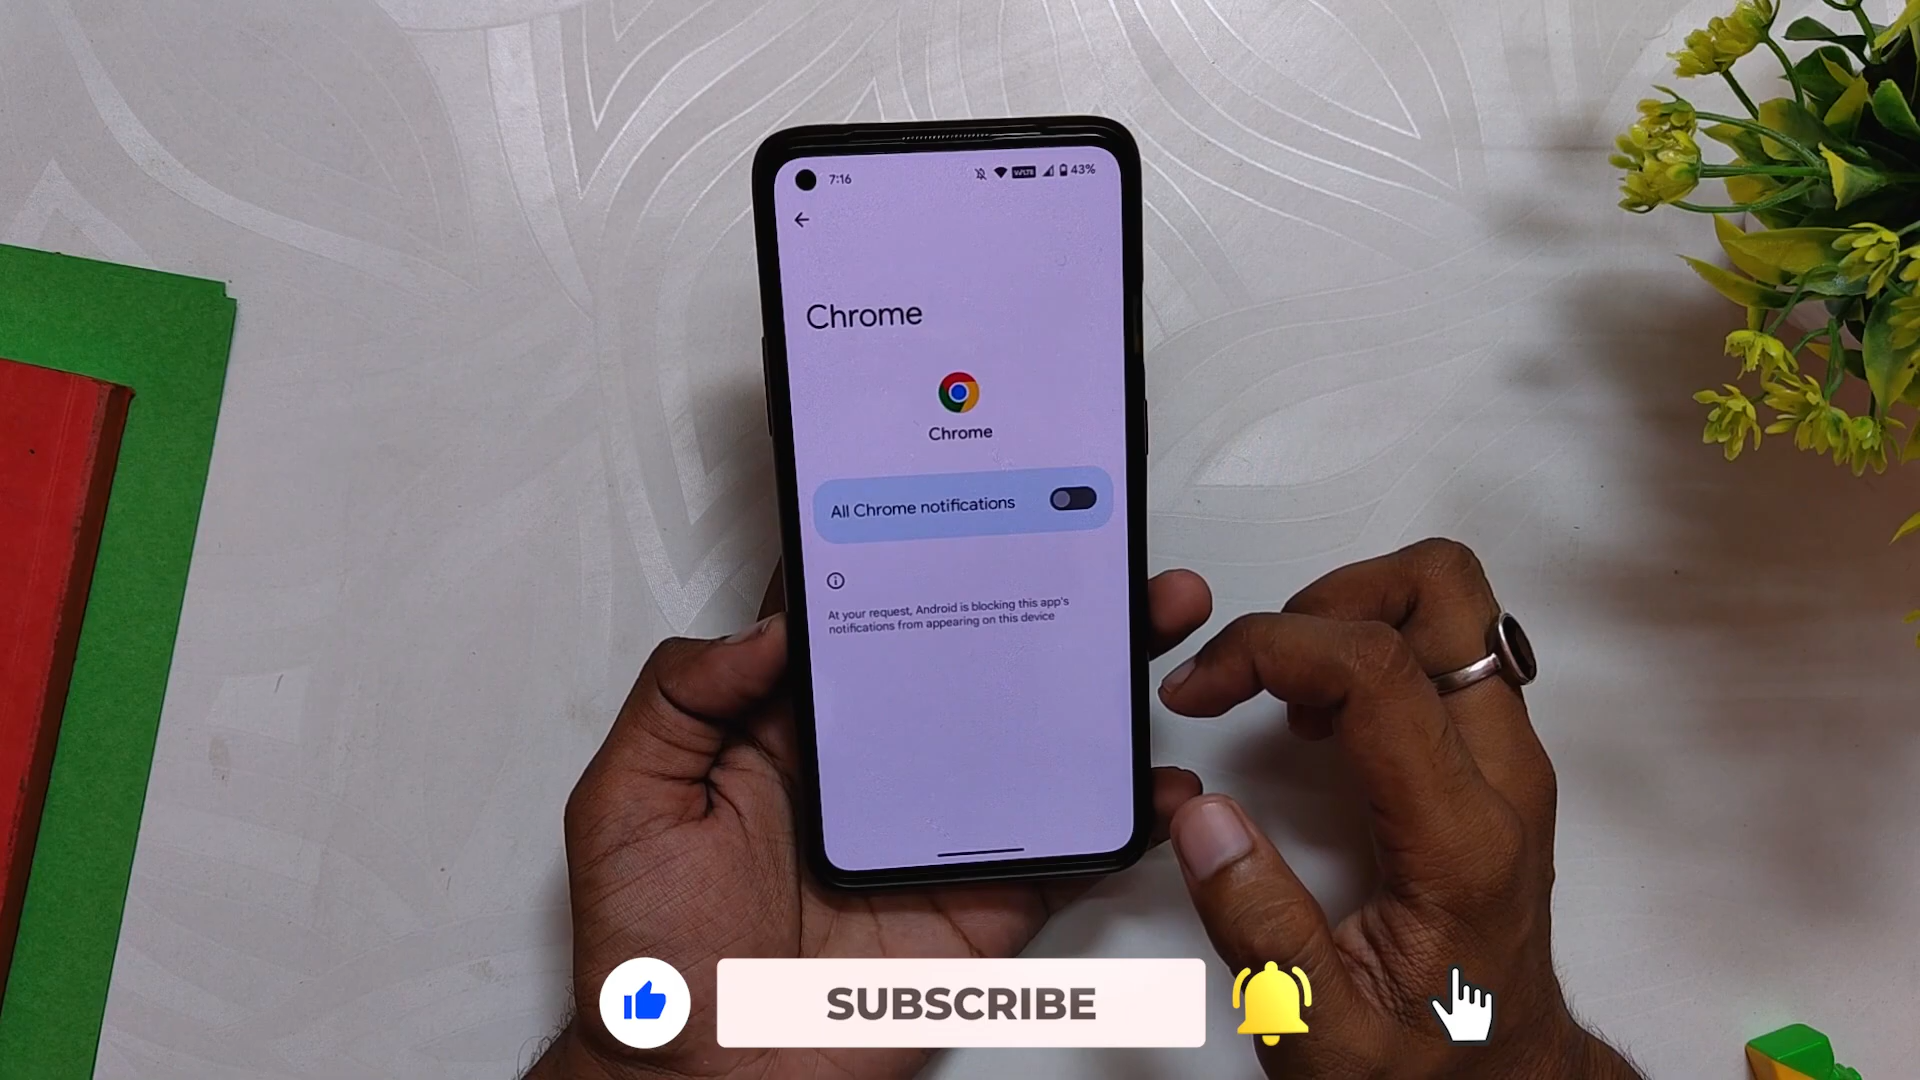 7:16
VoLTE
43%
Chrome
Chrome
All Chrome notifications
At your request, Android is blocking this app's
notifications from appearing on this device
SUBSCRIBE